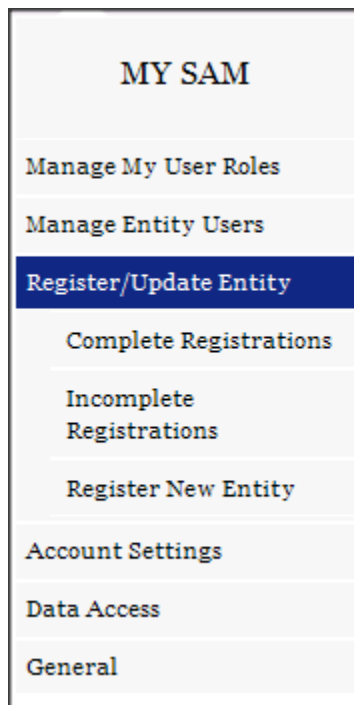 MY SAM
Manage My User Roles
Manage Entity Users
Register/Update Entity
Complete Registrations
Incomplete
Registrations
Register New Entity
Account Settings
Data Access
General